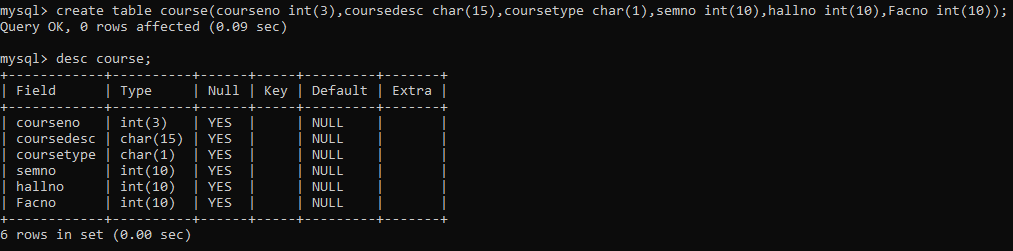 mysql> create table course(courseno int(3),coursedesc char(15),coursetype char(1),semno int(10),hallno int(10),Facno int(10));
Query OK, 0 rows affected (0.09 sec)

mysql> desc course;
+------------+----------+------+-----+---------+-------+
| Field      | Type     | Null | Key | Default | Extra |
+------------+----------+------+-----+---------+-------+
| courseno   | int(3)   | YES  |     | NULL    |       |
| coursedesc | char(15) | YES  |     | NULL    |       |
| coursetype | char(1)  | YES  |     | NULL    |       |
| semno      | int(10)  | YES  |     | NULL    |       |
| hallno     | int(10)  | YES  |     | NULL    |       |
| Facno      | int(10)  | YES  |     | NULL    |       |
+------------+----------+------+-----+---------+-------+
6 rows in set (0.00 sec)